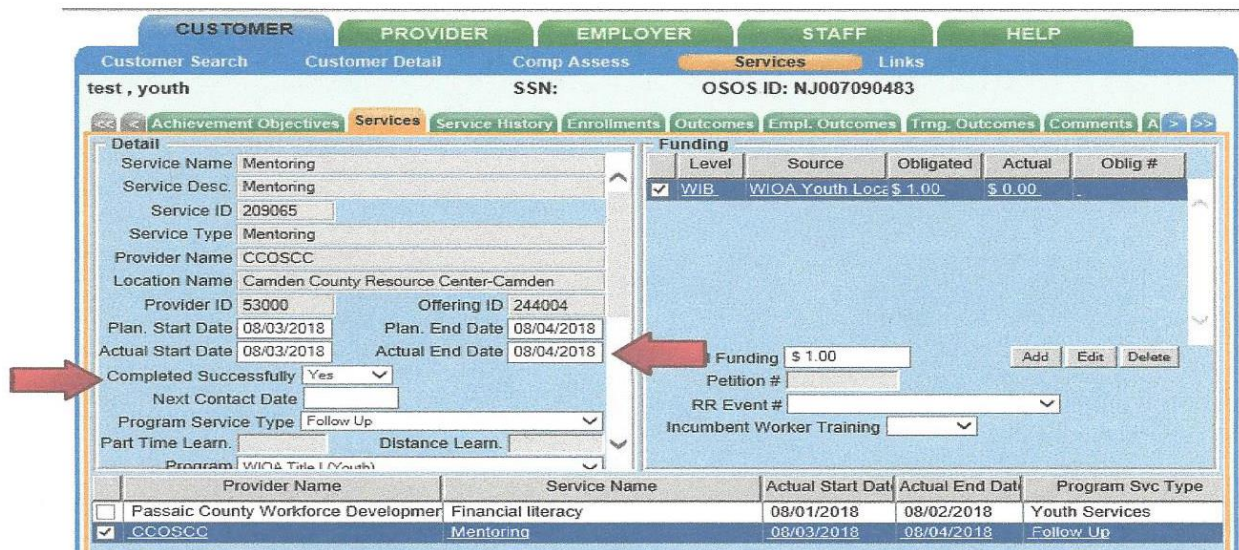 CUSTOMER PROVIDER EMPLOYER STAFF HELP
Customer Search Customer Detail Comp Assess Services Links
test , youth SSN: OSOS ID: NJ007090483
<< < Achievement Objectives Services Service History Enrollments Outcomes Empl. Outcomes Trng. Outcomes Comments A > >>
Detail
Service Name Mentoring
Service Desc. Mentoring
Service ID 209065
Service Type Mentoring
Provider Name CCOSCC
Location Name Camden County Resource Center-Camden
Provider ID 53000 Offering ID 244004
Plan. Start Date 08/03/2018 Plan. End Date 08/04/2018
Actual Start Date 08/03/2018 Actual End Date 08/04/2018
Completed Successfully Yes
Next Contact Date
Program Service Type Follow Up
Part Time Learn. Distance Learn.
Program WIOA Title I (Youth)
Funding
Level Source Obligated Actual Oblig #
WIB WIOA Youth Loca $ 1.00 $ 0.00
l Funding $ 1.00 Add Edit Delete
Petition #
RR Event #
Incumbent Worker Training
Provider Name Service Name Actual Start Dat Actual End Dat Program Svc Type
Passaic County Workforce Developmer Financial literacy 08/01/2018 08/02/2018 Youth Services
CCOSCC Mentoring 08/03/2018 08/04/2018 Follow Up